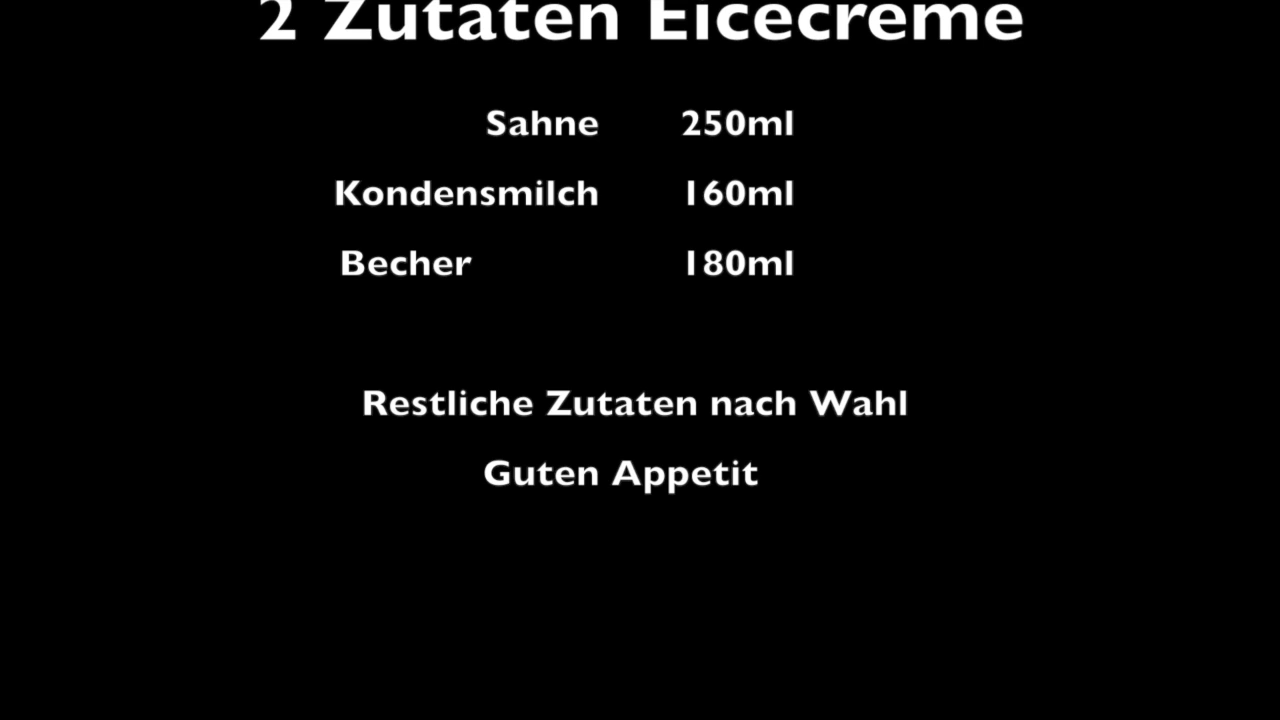 2 Zutaten Eicecreme
Sahne 250ml
Kondensmilch 160ml
Becher 180ml
Restliche Zutaten nach Wahl
Guten Appetit